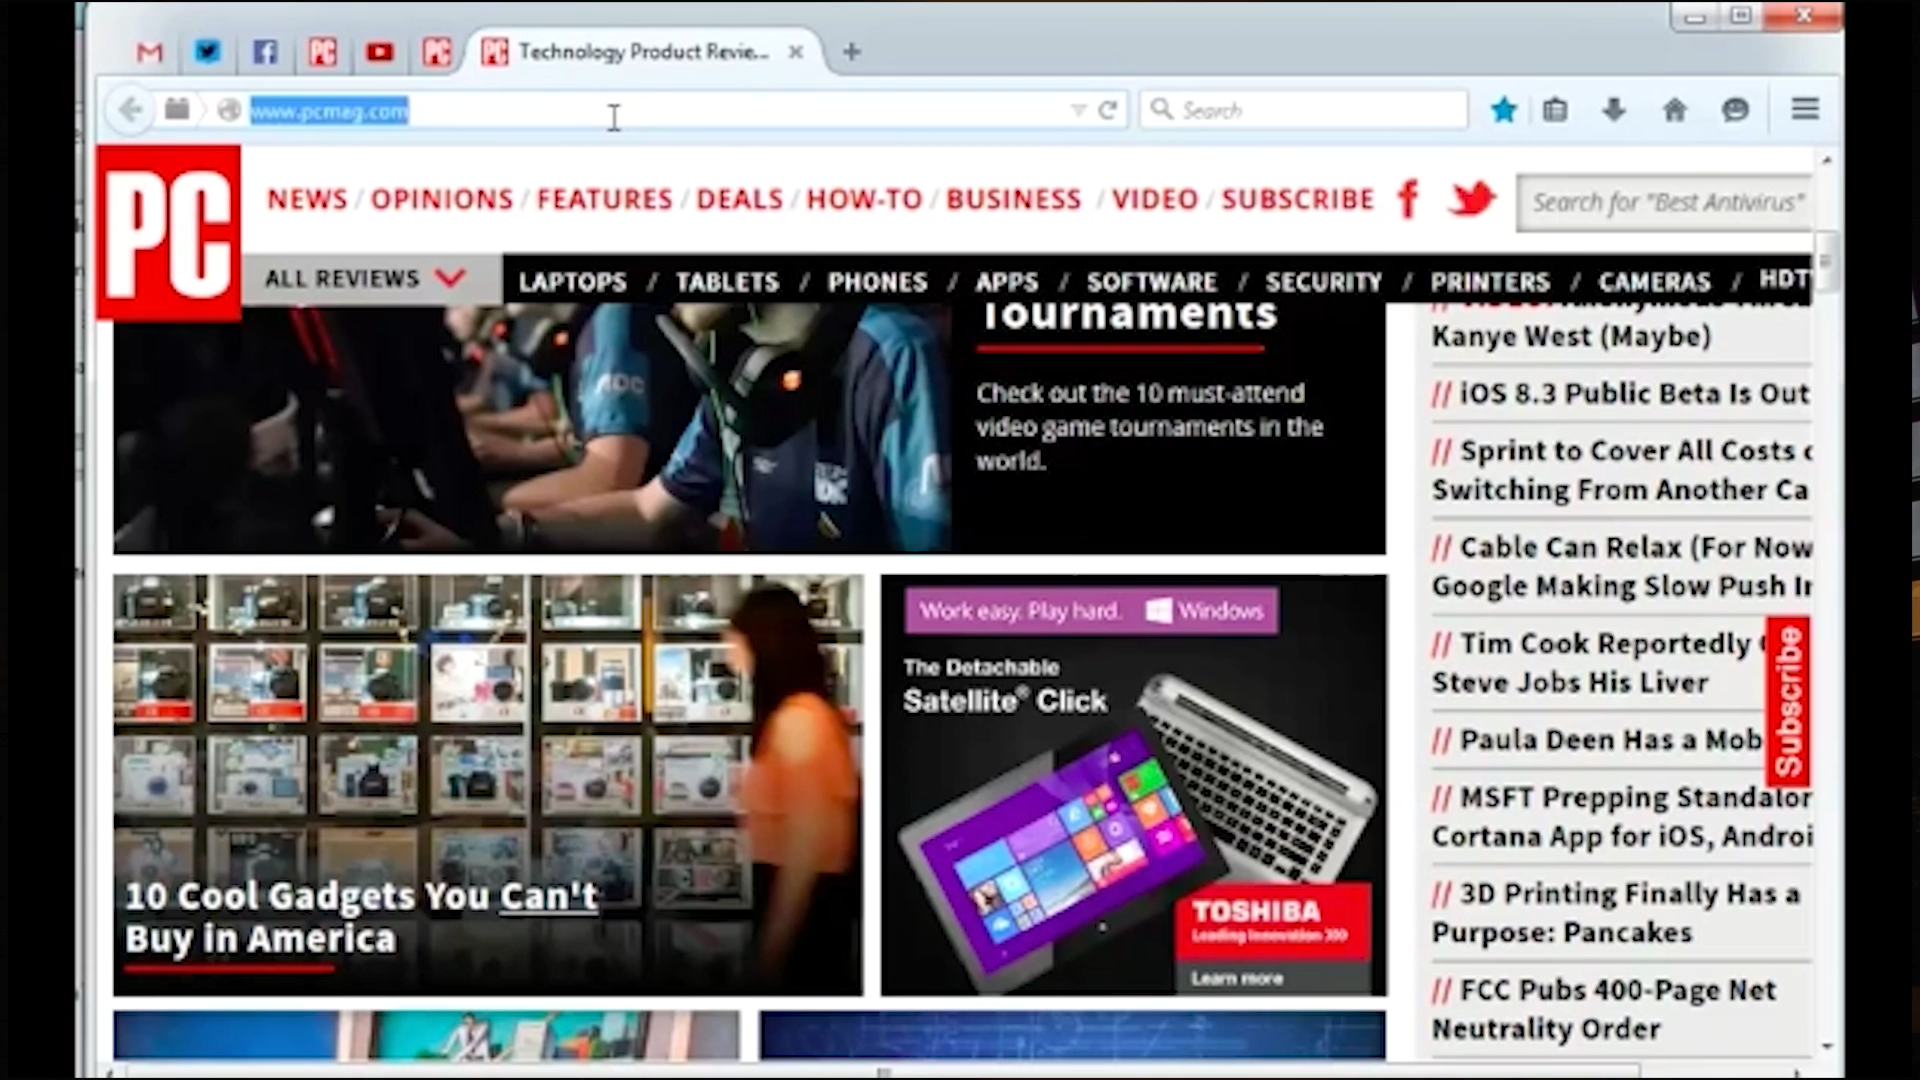 Technology Product Revie...
www.pcmag.com
Search
PC
NEWS / OPINIONS / FEATURES / DEALS / HOW-TO / BUSINESS / VIDEO / SUBSCRIBE
Search for "Best Antivirus"
ALL REVIEWS
LAPTOPS / TABLETS / PHONES / APPS / SOFTWARE / SECURITY / PRINTERS / CAMERAS / HDT
Tournaments
Check out the 10 must-attend
video game tournaments in the
world.
10 Cool Gadgets You Can't
Buy in America
Work easy. Play hard. Windows
The Detachable
Satellite® Click
TOSHIBA
Leading Innovation >>>
Learn more
Kanye West (Maybe)
// iOS 8.3 Public Beta Is Out
// Sprint to Cover All Costs
Switching From Another Ca
// Cable Can Relax (For Now
Google Making Slow Push I
// Tim Cook Reportedly
Steve Jobs His Liver
// Paula Deen Has a Mob
// MSFT Prepping Standalon
Cortana App for iOS, Androi
// 3D Printing Finally Has a
Purpose: Pancakes
// FCC Pubs 400-Page Net
Neutrality Order
Subscribe